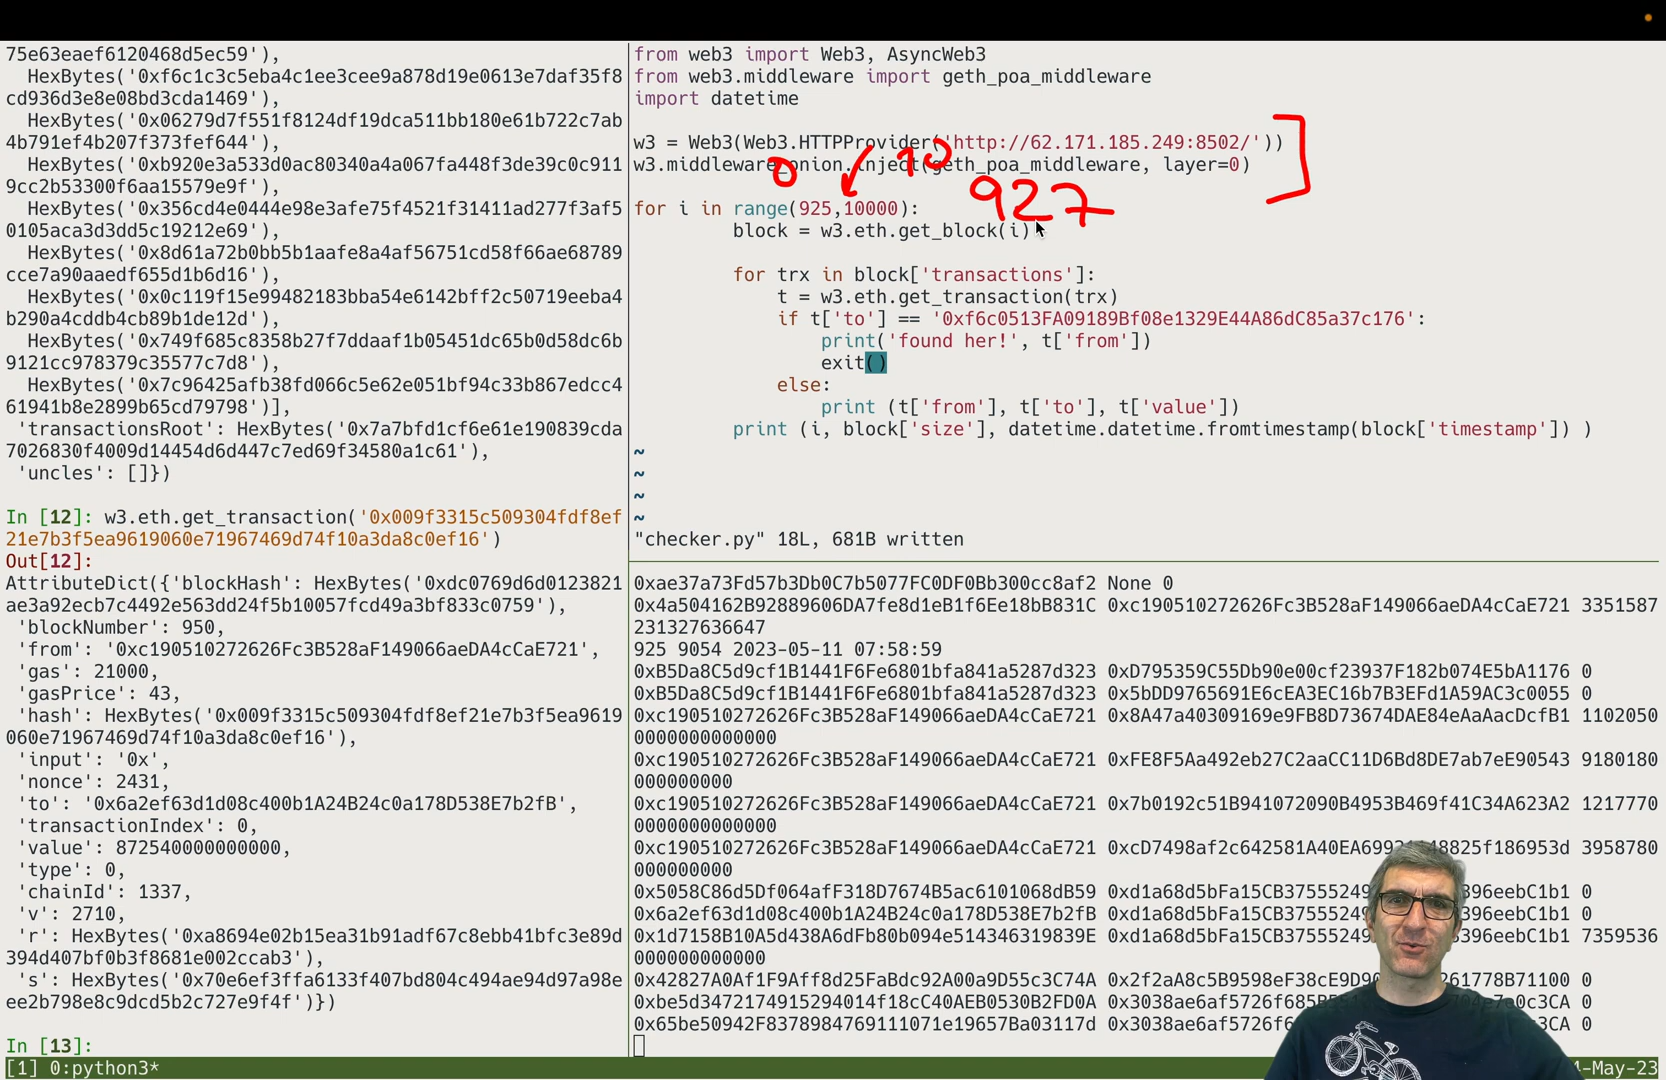 75e63eaef6120468d5ec59'),
HexBytes('0xf6c1c3c5eba4c1ee3cee9a878d19e0613e7daf35f8
cd936d3e8e08bd3cda1469'),
HexBytes('0x06279d7f551f8124df19dca511bb180e61b722c7ab
4b791ef4b207f373fef644'),
HexBytes('0xb920e3a533d0ac80340a4a067fa448f3de39c0c911
9cc2b53300f6aa15579e9f'),
HexBytes('0x356cd4e0444e98e3afe75f4521f31411ad277f3af5
0105aca3d3dd5c19212e69'),
HexBytes('0x8d61a72b0bb5b1aafe8a4af56751cd58f66ae68789
cce7a90aaedf655d1b6d16'),
HexBytes('0x0c119f15e99482183bba54e6142bff2c50719eeba4
b290a4cddb4cb89b1de12d'),
HexBytes('0x749f685c8358b27f7ddaaf1b05451dc65b0d58dc6b
9121cc978379c35577c7d8'),
HexBytes('0x7c96425afb38fd066c5e62e051bf94c33b867edcc4
61941b8e2899b65cd79798')],
'transactionsRoot': HexBytes('0x7a7bfd1cf6e61e190839cda
7026830f4009d14454d6d447c7ed69f34580a1c61'),
'uncles': []})
In [12]: w3.eth.get_transaction('0x009f3315c509304fdf8ef
21e7b3f5ea9619060e71967469d74f10a3da8c0ef16')
Out[12]:
AttributeDict({'blockHash': HexBytes('0xdc0769d6d0123821
ae3a92ecb7c4492e563dd24f5b10057fcd49a3bf833c0759'),
'blockNumber': 950,
'from': '0xc190510272626Fc3B528aF149066aeDA4cCaE721',
'gas': 21000,
'gasPrice': 43,
'hash': HexBytes('0x009f3315c509304fdf8ef21e7b3f5ea9619
060e71967469d74f10a3da8c0ef16'),
'input': '0x',
'nonce': 2431,
'to': '0x6a2ef63d1d08c400b1A24B24c0a178D538E7b2fB',
'transactionIndex': 0,
'value': 872540000000000,
'type': 0,
'chainId': 1337,
'v': 2710,
'r': HexBytes('0xa8694e02b15ea31b91adf67c8ebb41bfc3e89d
394d407bf0b3f8681e002ccab3'),
's': HexBytes('0x70e6ef3ffa6133f407bd804c494ae94d97a98e
ee2b798e8c9dcd5b2c727e9f4f')})
In [13]:
from web3 import Web3, AsyncWeb3
from web3.middleware import geth_poa_middleware
import datetime
w3 = Web3(Web3.HTTPProvider('http://62.171.185.249:8502/'))
w3.middleware_onion.inject(geth_poa_middleware, layer=0)
0 10
927
for i in range(925,10000):
block = w3.eth.get_block(i)
for trx in block['transactions']:
t = w3.eth.get_transaction(trx)
if t['to'] == '0xf6c0513FA09189Bf08e1329E44A86dC85a37c176':
print('found her!', t['from'])
exit()
else:
print (t['from'], t['to'], t['value'])
print (i, block['size'], datetime.datetime.fromtimestamp(block['timestamp']) )
~
~
~
~
"checker.py" 18L, 681B written
0xae37a73Fd57b3Db0C7b5077FC0DF0Bb300cc8af2 None 0
0x4a504162B92889606DA7fe8d1eB1f6Ee18bB831C 0xc190510272626Fc3B528aF149066aeDA4cCaE721 3351587
231327636647
925 9054 2023-05-11 07:58:59
0xB5Da8C5d9cf1B1441F6Fe6801bfa841a5287d323 0xD795359C55Db90e00cf23937F182b074E5bA1176 0
0xB5Da8C5d9cf1B1441F6Fe6801bfa841a5287d323 0x5bDD9765691E6cEA3EC16b7B3EFd1A59AC3c0055 0
0xc190510272626Fc3B528aF149066aeDA4cCaE721 0x8A47a40309169e9FB8D73674DAE84eAaAacDcfB1 1102050
0000000000000
0xc190510272626Fc3B528aF149066aeDA4cCaE721 0xFE8F5Aa492eb27C2aaCC11D6Bd8DE7ab7eE90543 9180180
000000000
0xc190510272626Fc3B528aF149066aeDA4cCaE721 0x7b0192c51B941072090B4953B469f41C34A623A2 1217770
0000000000000
0xc190510272626Fc3B528aF149066aeDA4cCaE721 48825f186953d 3958780
000000000
0x5058C86d5Df064afF318D7674B5ac6101068dB59 396eebC1b1 0
0x6a2ef63d1d08c400b1A24B24c0a178D538E7b2fB 396eebC1b1 0
0x1d7158B10A5d438A6dFb80b094e514346319839E 396eebC1b1 7359536
000000000000
0x42827A0Af1F9Aff8d25FaBdc92A00a9D55c3C74A 261778B71100 0
0xbe5d3472174915294014f18cC40AEB0530B2FD0A 0
0x65be50942F8378984769111071e19657Ba03117d 0
[1] 0:python3* -May-23